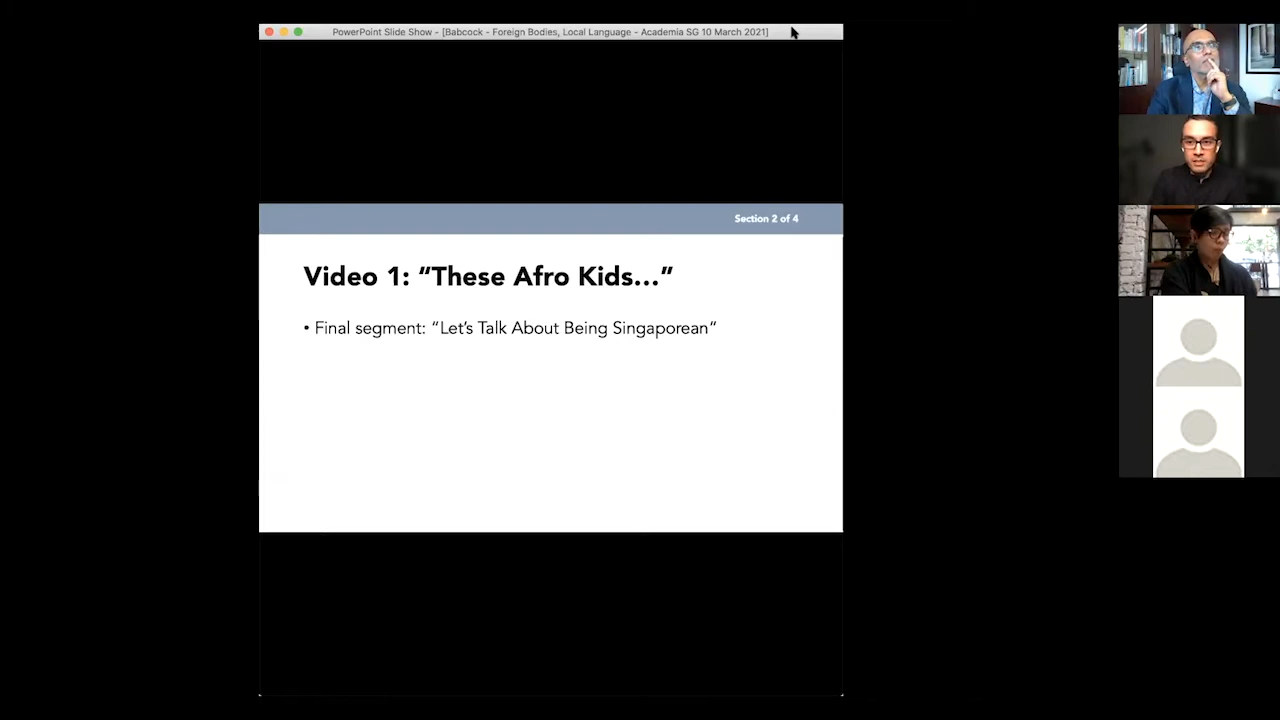 PowerPoint Slide Show - [Babcock - Foreign Bodies, Local Language - Academia SG 10 March 2021]
Section 2 of 4
Video 1: “These Afro Kids…”
• Final segment: “Let’s Talk About Being Singaporean“